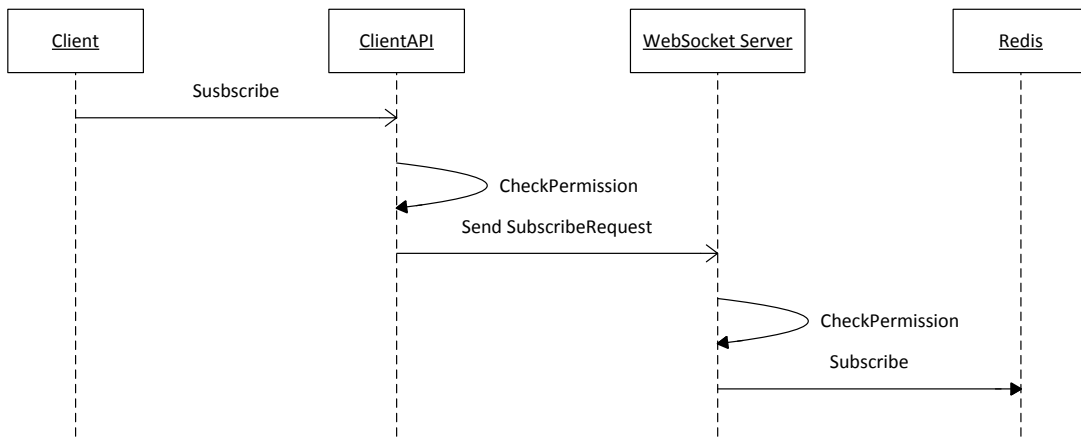 Client
ClientAPI
WebSocket Server
Redis
Susbscribe
CheckPermission
Send SubscribeRequest
CheckPermission
Subscribe